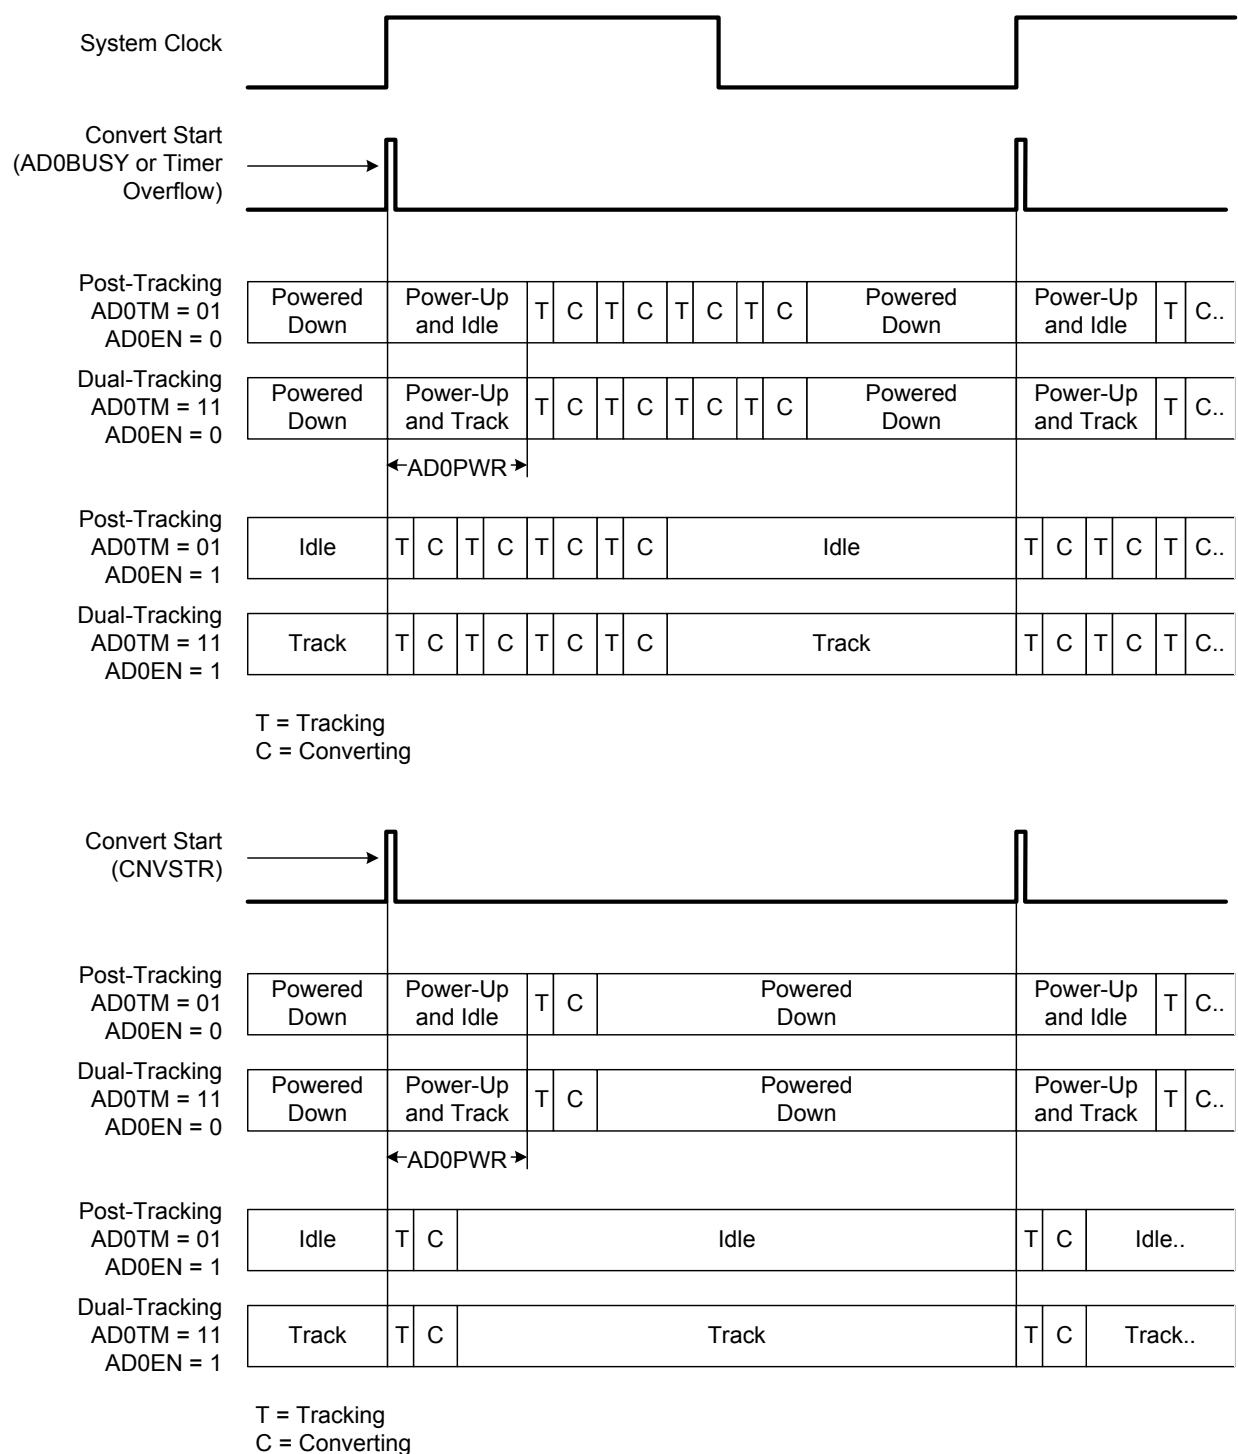 System Clock
Convert Start
(AD0BUSY or Timer
Overflow)
Post-Tracking
AD0TM = 01
AD0EN = 0
Powered
Down
Power-Up
and Idle
T C T C T C T C
Powered
Down
Power-Up
and Idle
T C..
Dual-Tracking
AD0TM = 11
AD0EN = 0
Powered
Down
Power-Up
and Track
T C T C T C T C
Powered
Down
Power-Up
and Track
T C..
AD0PWR
Post-Tracking
AD0TM = 01
AD0EN = 1
Idle T C T C T C T C Idle T C T C T C..
Dual-Tracking
AD0TM = 11
AD0EN = 1
Track T C T C T C T C Track T C T C T C..
T = Tracking
C = Converting
Convert Start
(CNVSTR)
Post-Tracking
AD0TM = 01
AD0EN = 0
Powered
Down
Power-Up
and Idle
T C
Powered
Down
Power-Up
and Idle
T C..
Dual-Tracking
AD0TM = 11
AD0EN = 0
Powered
Down
Power-Up
and Track
T C
Powered
Down
Power-Up
and Track
T C..
AD0PWR
Post-Tracking
AD0TM = 01
AD0EN = 1
Idle T C Idle T C Idle..
Dual-Tracking
AD0TM = 11
AD0EN = 1
Track T C Track T C Track..
T = Tracking
C = Converting